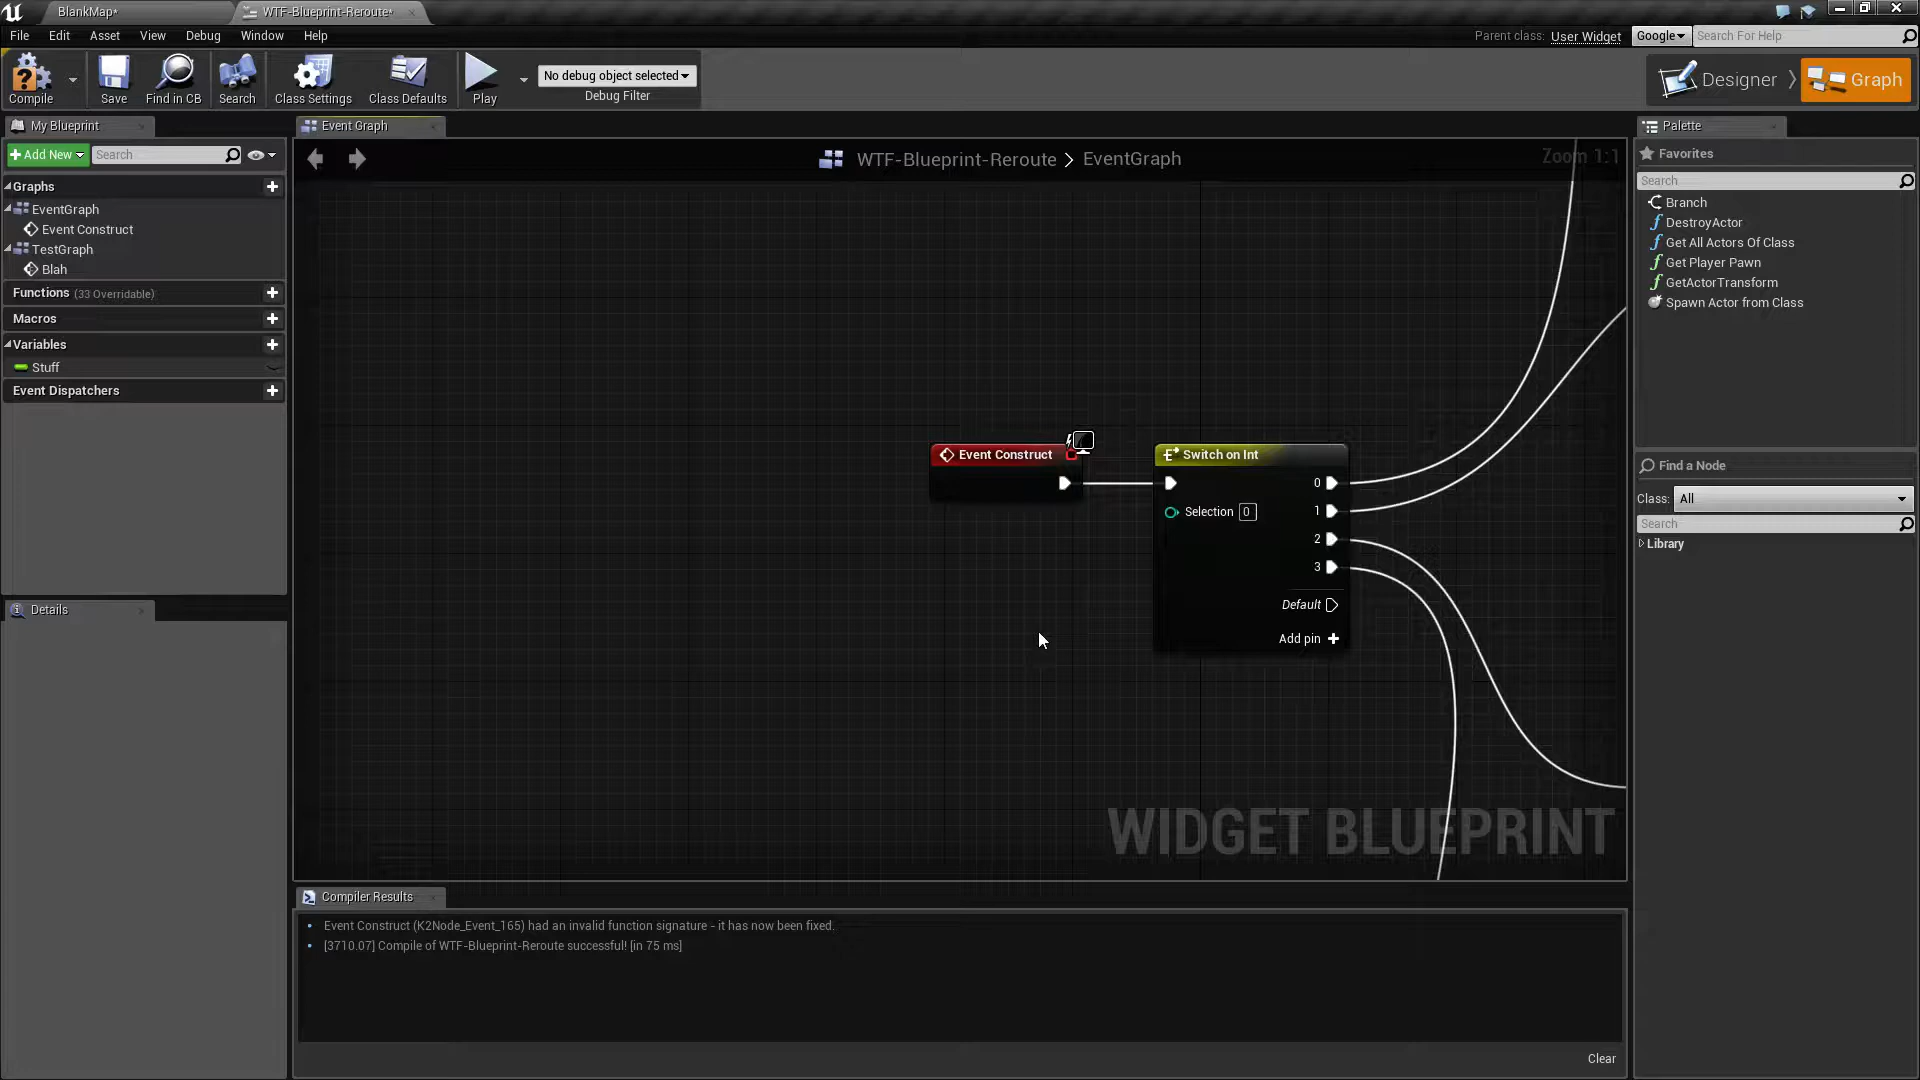 BlankMap*
WTF-Blueprint-Reroute*
File Edit Asset View Debug Window Help
Parent class: User Widget Google Search For Help
Compile Save Find in CB Search Class Settings Class Defaults Play
No debug object selected
Debug Filter
Designer Graph
My Blueprint
Add New Search
Graphs
EventGraph
Event Construct
TestGraph
Blah
Functions (33 Overridable)
Macros
Variables
Stuff
Event Dispatchers
Details
Event Graph
WTF-Blueprint-Reroute > EventGraph
Zoom 1:1
Event Construct
Switch on Int
0
Selection 0
1
2
3
Default
Add pin
WIDGET BLUEPRINT
Compiler Results
Event Construct (K2Node_Event_165) had an invalid function signature - it has now been fixed.
[3710.07] Compile of WTF-Blueprint-Reroute successful! [in 75 ms]
Clear
Palette
Favorites
Search
Branch
DestroyActor
Get All Actors Of Class
Get Player Pawn
GetActorTransform
Spawn Actor from Class
Find a Node
Class: All
Search
Library